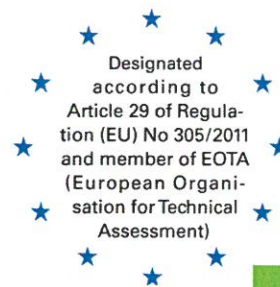 Designated
according to
Article 29 of Regula-
tion (EU) No 305/2011
and member of EOTA
(European Organi-
sation for Technical
Assessment)